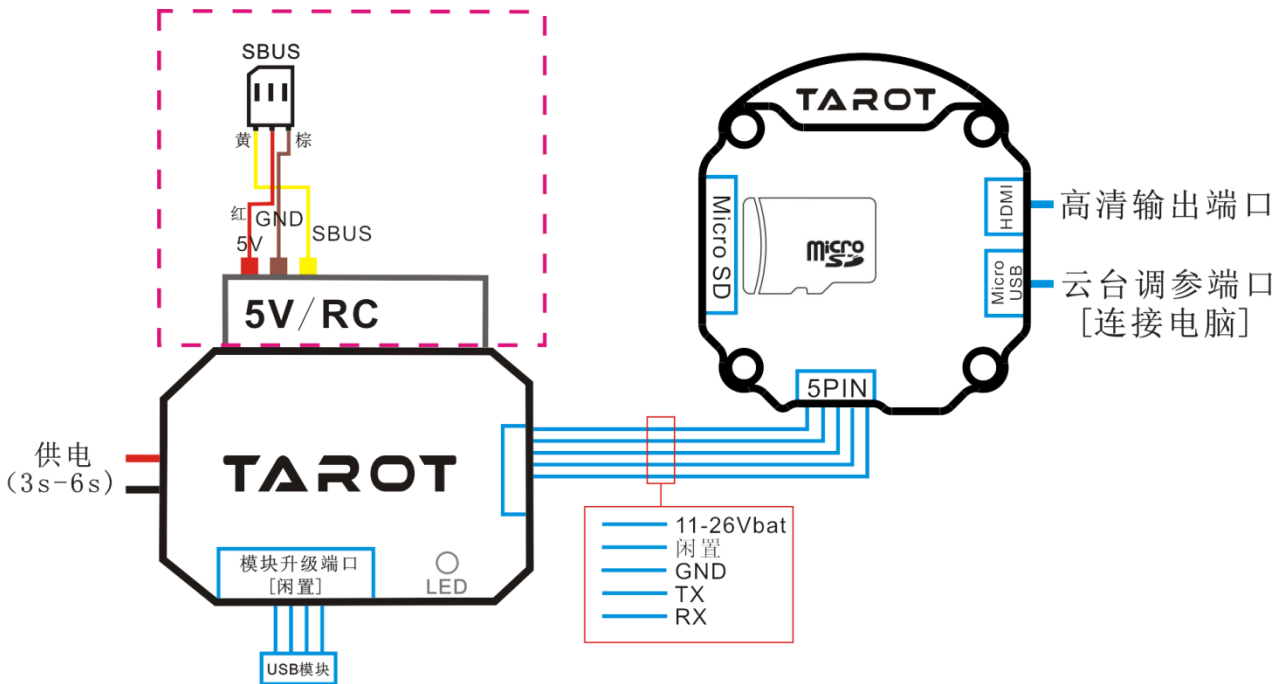 SBUS
黄
棕
红
GND
5V
SBUS
5V/RC
TAROT
供电
(3s-6s)
模块升级端口
[闲置]
LED
USB模块
TAROT
Micro SD
Micro SD
HDMI
高清输出端口
Micro
USB
云台调参端口
[连接电脑]
5PIN
11-26Vbat
闲置
GND
TX
RX